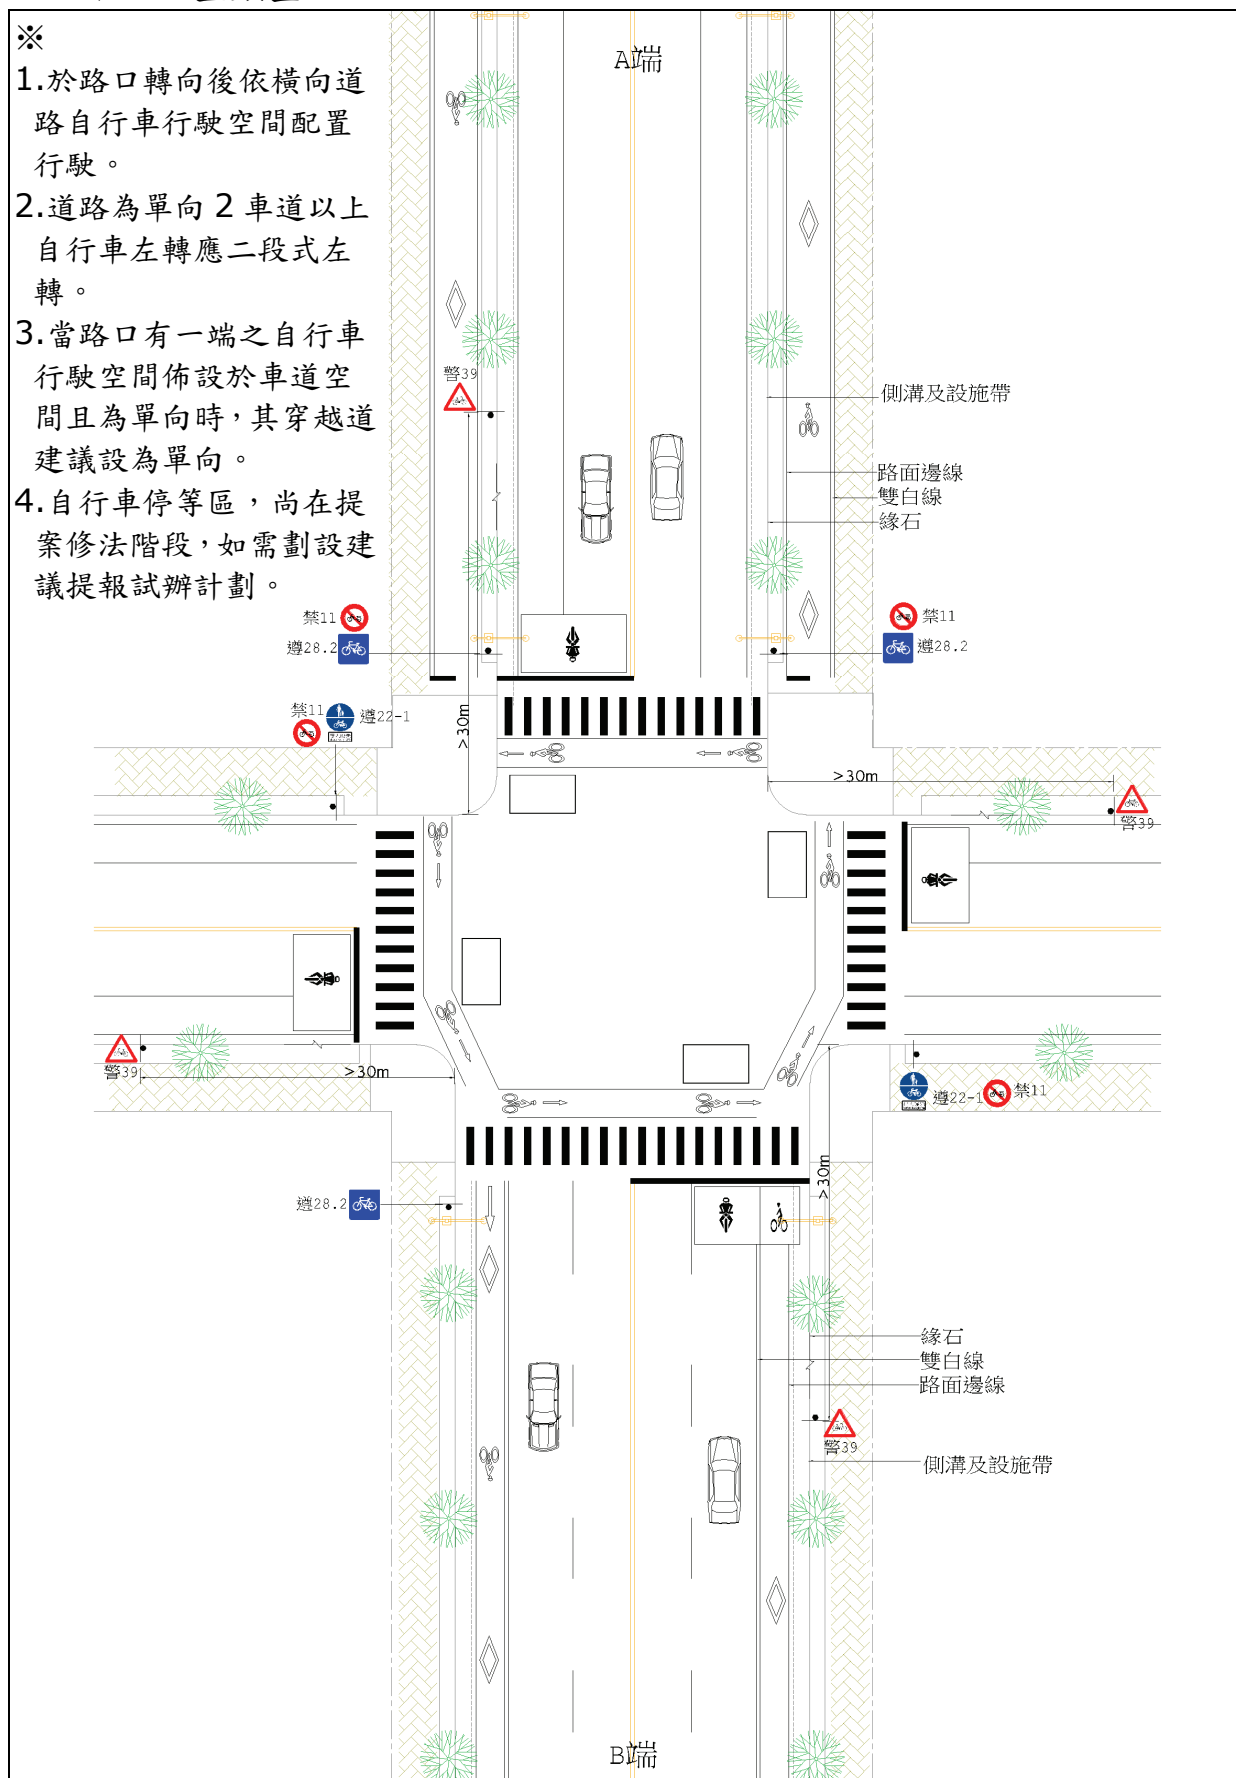 ※
1.於路口轉向後依橫向道
路自行車行駛空間配置
行駛。
2.道路為單向2車道以上
自行車左轉應二段式左
轉。
3.當路口有一端之自行車
行駛空間佈設於車道空
間且為單向時，其穿越道
建議設為單向。
4.自行車停等區，尚在提
案修法階段，如需劃設建
議提報試辦計劃。
A端
警39
側溝及設施帶
路面邊線
雙白線
緣石
禁11
遵28.2
禁11
遵28.2
禁11
遵22-1
>30m
>30m
警39
警39
>30m
遵22-1
禁11
>30m
遵28.2
緣石
雙白線
路面邊線
警39
側溝及設施帶
B端